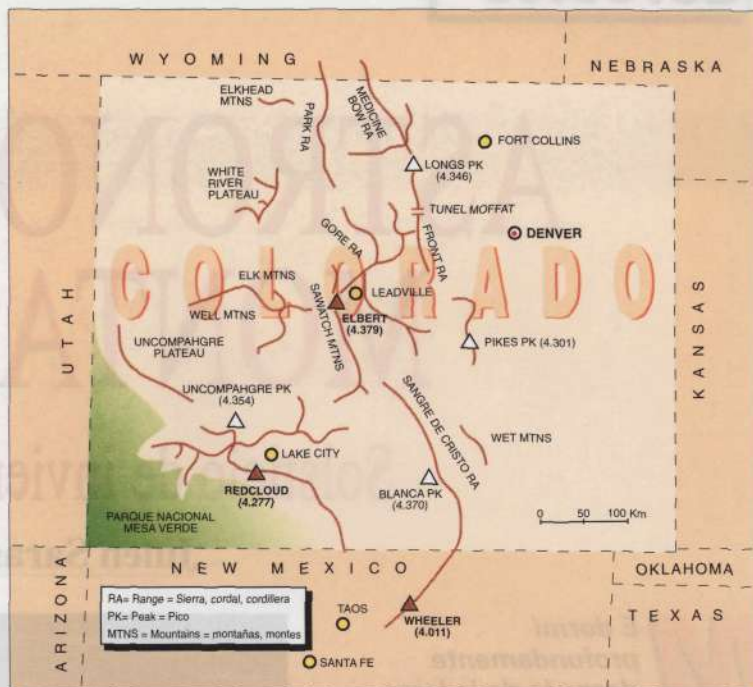 WYOMING
NEBRASKA
ELKHEAD
MTNS
PARK RA
MEDICINE
BOW RA
FORT COLLINS
LONGS PK
(4.346)
WHITE
RIVER
PLATEAU
TUNEL MOFFAT
GORE RA
FRONT RA
DENVER
COLORADO
UTAH
KANSAS
ELK MTNS
LEADVILLE
SAWATCH MTNS
ELBERT
(4.379)
WELL MTNS
PIKES PK (4.301)
UNCOMPAHGRE
PLATEAU
UNCOMPAHGRE PK
(4.354)
SANGRE DE CRISTO RA
WET MTNS
LAKE CITY
REDCLOUD
(4.277)
BLANCA PK
(4.370)
PARQUE NACIONAL
MESA VERDE
0 50 100 Km
NEW MEXICO
OKLAHOMA
ARIZONA
TEXAS
RA= Range = Sierra, cordal, cordillera
PK= Peak = Pico
MTNS = Mountains = montañas, montes
TAOS
WHEELER
(4.011)
SANTA FE